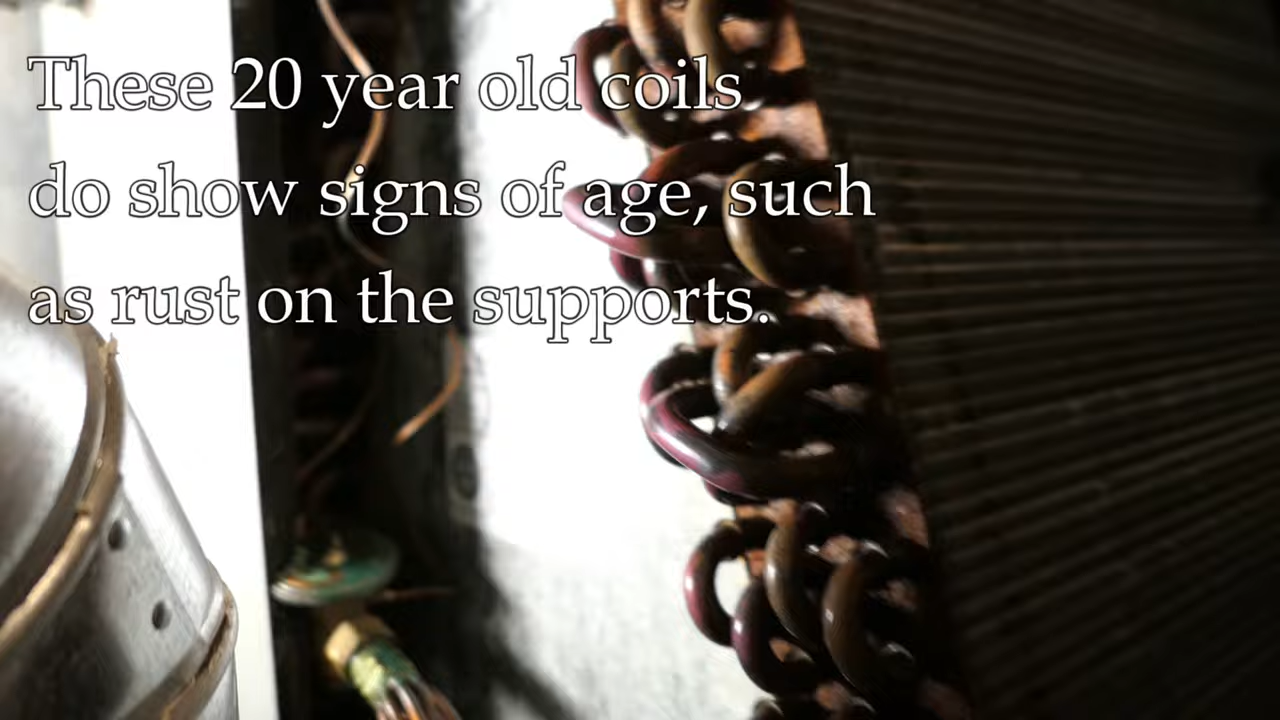 These 20 year old coils
do show signs of age, such
as rust on the supports.